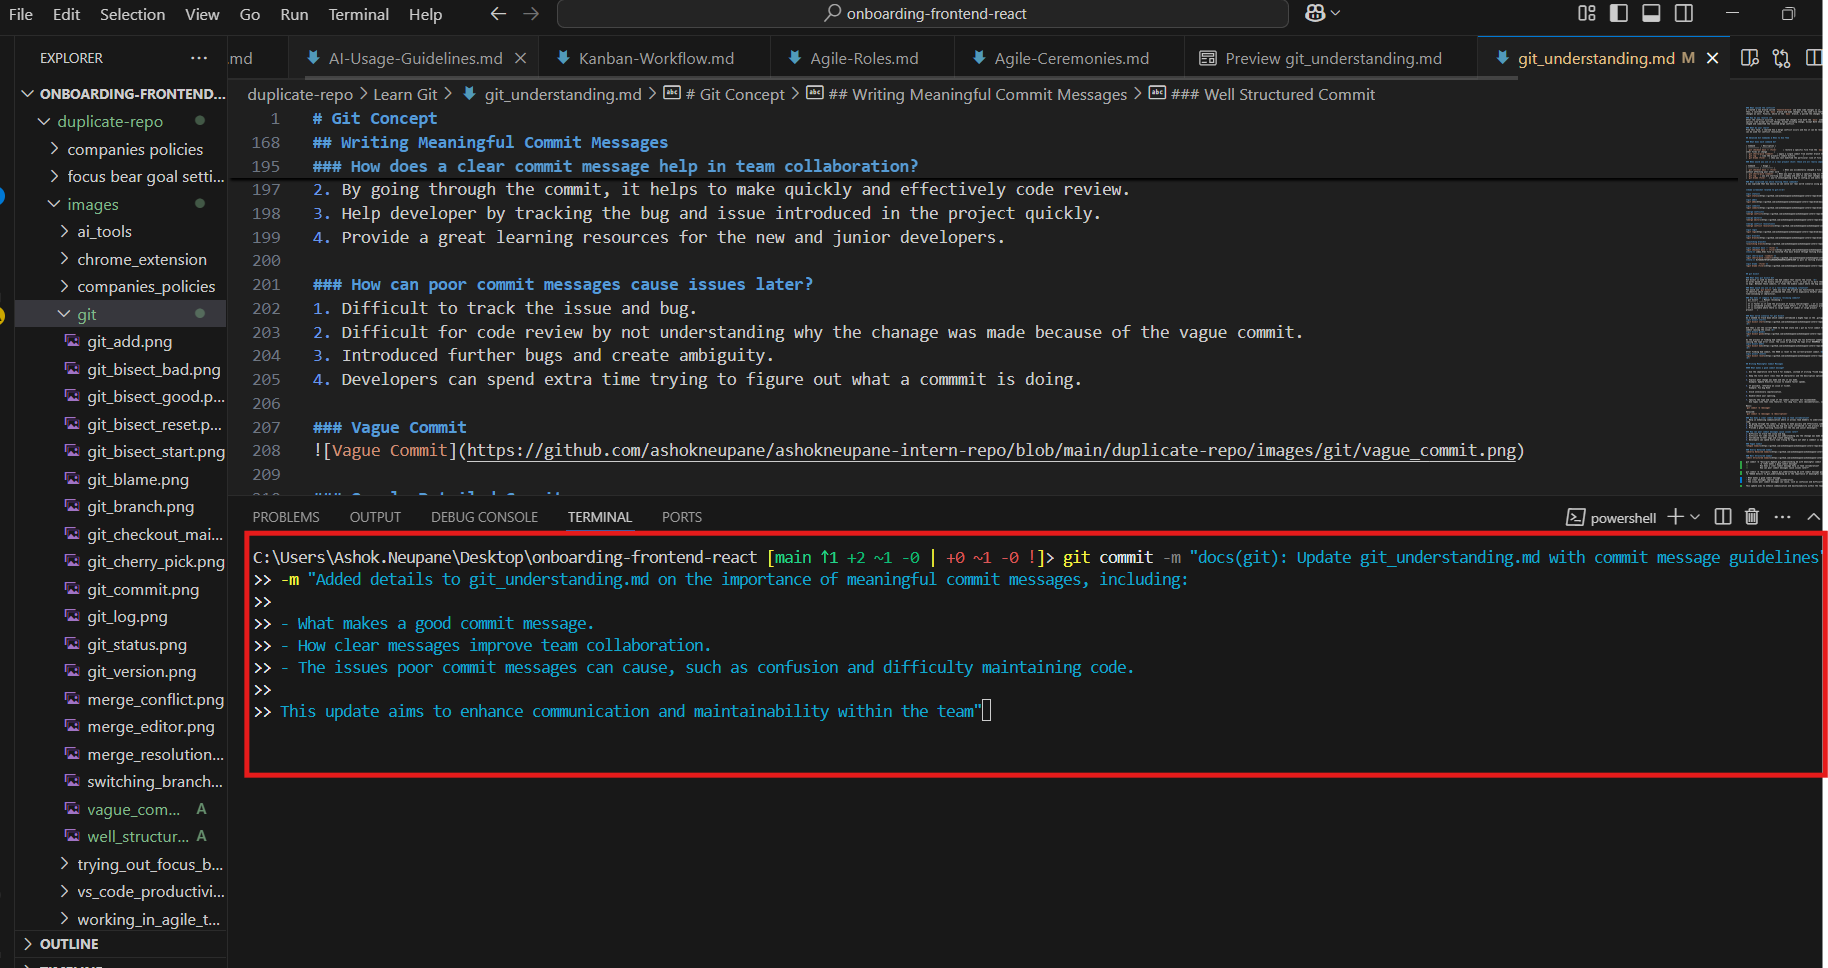 File Edit Selection View Go Run Terminal Help
onboarding-frontend-react
EXPLORER
.md
AI-Usage-Guidelines.md
Kanban-Workflow.md
Agile-Roles.md
Agile-Ceremonies.md
Preview git_understanding.md
git_understanding.md M
ONBOARDING-FRONTEND...
duplicate-repo
companies policies
focus bear goal setti...
images
ai_tools
chrome_extension
companies_policies
git
git_add.png
git_bisect_bad.png
git_bisect_good.p...
git_bisect_reset.p...
git_bisect_start.png
git_blame.png
git_branch.png
git_checkout_mai...
git_cherry_pick.png
git_commit.png
git_log.png
git_status.png
git_version.png
merge_conflict.png
merge_editor.png
merge_resolution...
switching_branch...
vague_com... A
well_structur... A
trying_out_focus_b...
vs_code_productivi...
working_in_agile_t...
OUTLINE
duplicate-repo > Learn Git > git_understanding.md > # Git Concept > ## Writing Meaningful Commit Messages > ### Well Structured Commit
1 # Git Concept
168 ## Writing Meaningful Commit Messages
195 ### How does a clear commit message help in team collaboration?
197 2. By going through the commit, it helps to make quickly and effectively code review.
198 3. Help developer by tracking the bug and issue introduced in the project quickly.
199 4. Provide a great learning resources for the new and junior developers.
200
201 ### How can poor commit messages cause issues later?
202 1. Difficult to track the issue and bug.
203 2. Difficult for code review by not understanding why the chanage was made because of the vague commit.
204 3. Introduced further bugs and create ambiguity.
205 4. Developers can spend extra time trying to figure out what a commmit is doing.
206
207 ### Vague Commit
208 ![Vague Commit](https://github.com/ashokneupane/ashokneupane-intern-repo/blob/main/duplicate-repo/images/git/vague_commit.png)
209
PROBLEMS OUTPUT DEBUG CONSOLE TERMINAL PORTS
powershell
C:\Users\Ashok.Neupane\Desktop\onboarding-frontend-react [main ↑1 +2 ~1 -0 | +0 ~1 -0 !]> git commit -m "docs(git): Update git_understanding.md with commit message guidelines"
>> -m "Added details to git_understanding.md on the importance of meaningful commit messages, including:
>>
>> - What makes a good commit message.
>> - How clear messages improve team collaboration.
>> - The issues poor commit messages can cause, such as confusion and difficulty maintaining code.
>>
>> This update aims to enhance communication and maintainability within the team"